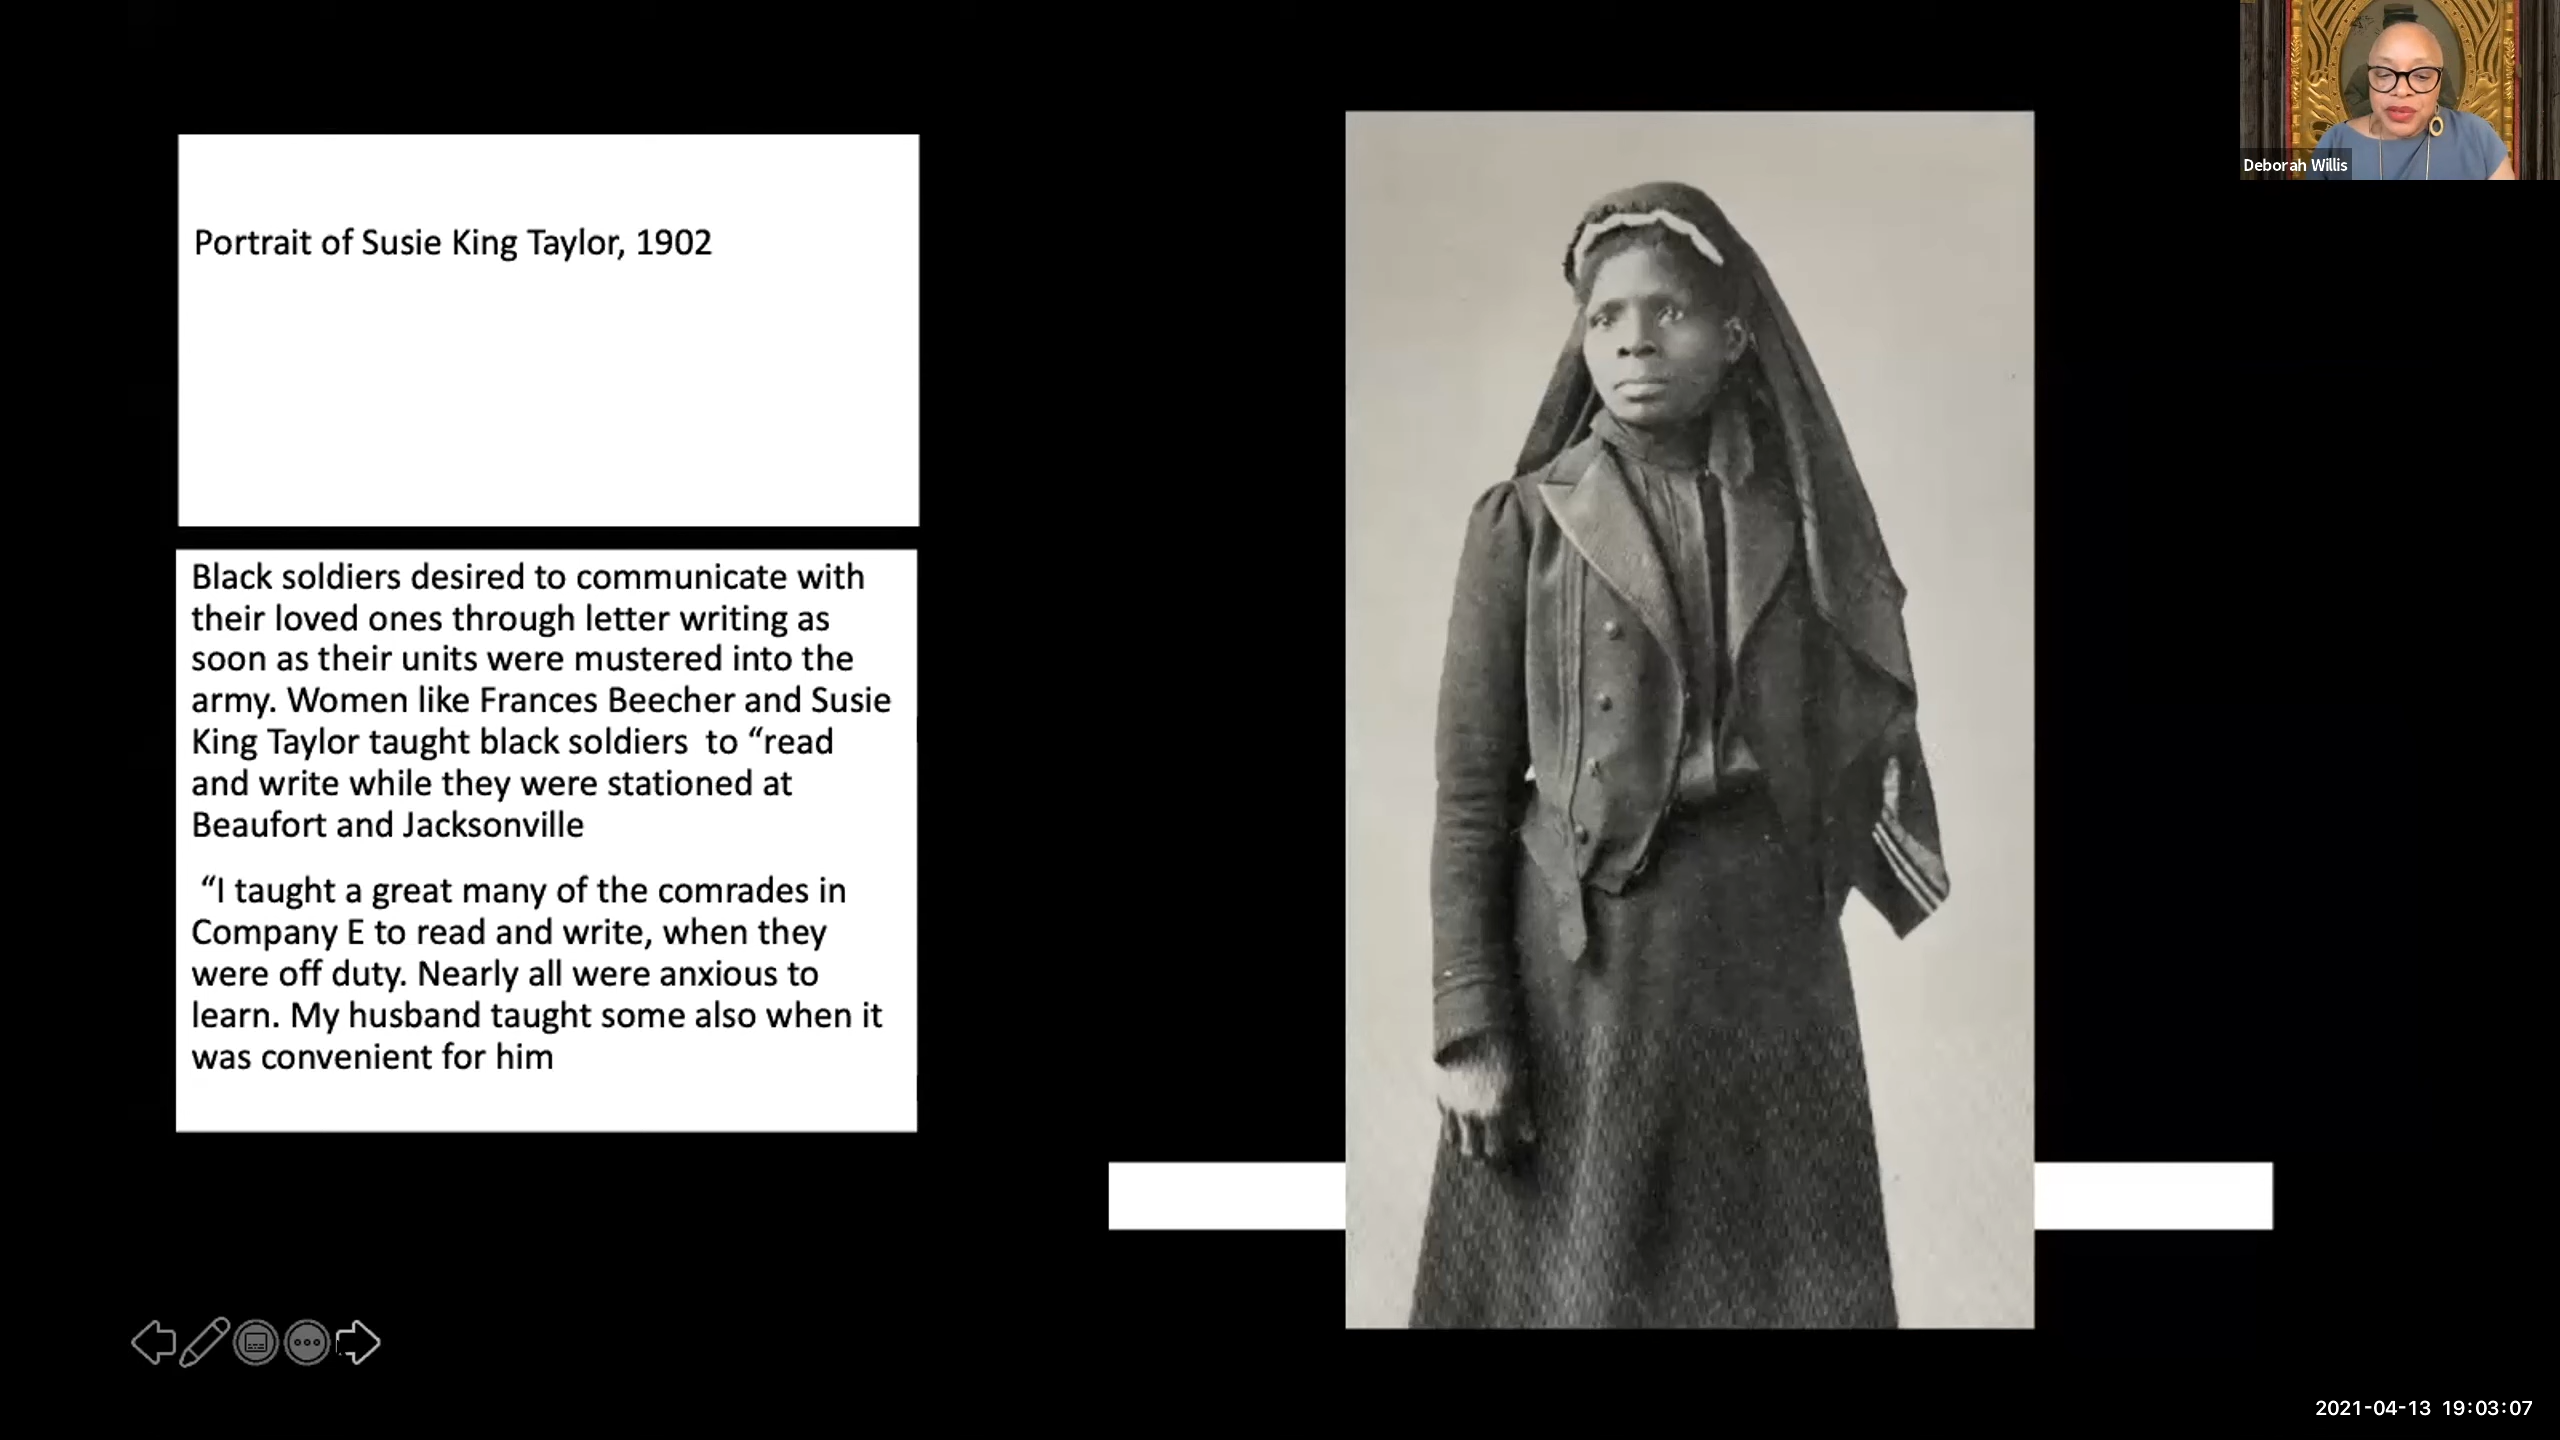 Deborah Willis
Portrait of Susie King Taylor, 1902
Black soldiers desired to communicate with
their loved ones through letter writing as
soon as their units were mustered into the
army. Women like Frances Beecher and Susie
King Taylor taught black soldiers  to “read
and write while they were stationed at
Beaufort and Jacksonville
“I taught a great many of the comrades in
Company E to read and write, when they
were off duty. Nearly all were anxious to
learn. My husband taught some also when it
was convenient for him
2021-04-13 19:03:07